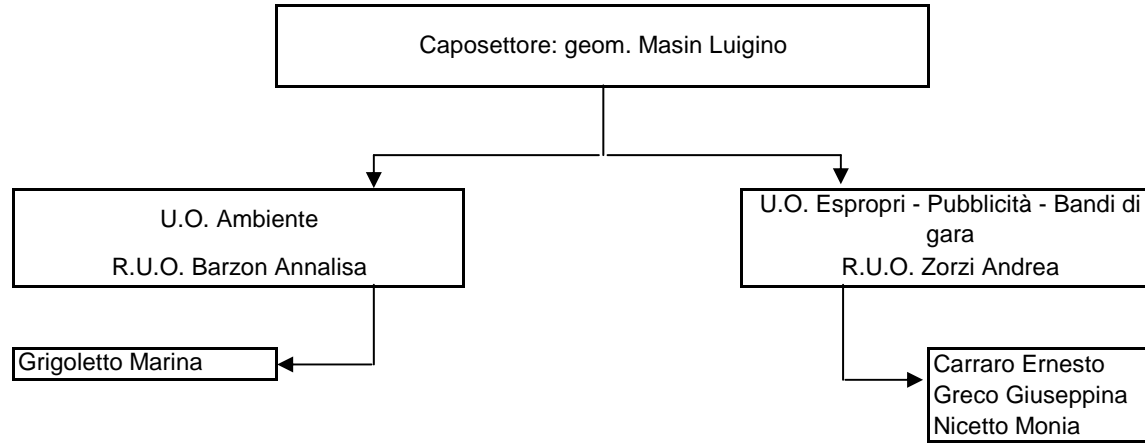 Caposettore: geom. Masin Luigino
U.O. Ambiente
R.U.O. Barzon Annalisa
U.O. Espropri - Pubblicità - Bandi di
gara
R.U.O. Zorzi Andrea
Grigoletto Marina
Carraro Ernesto
Greco Giuseppina
Nicetto Monia